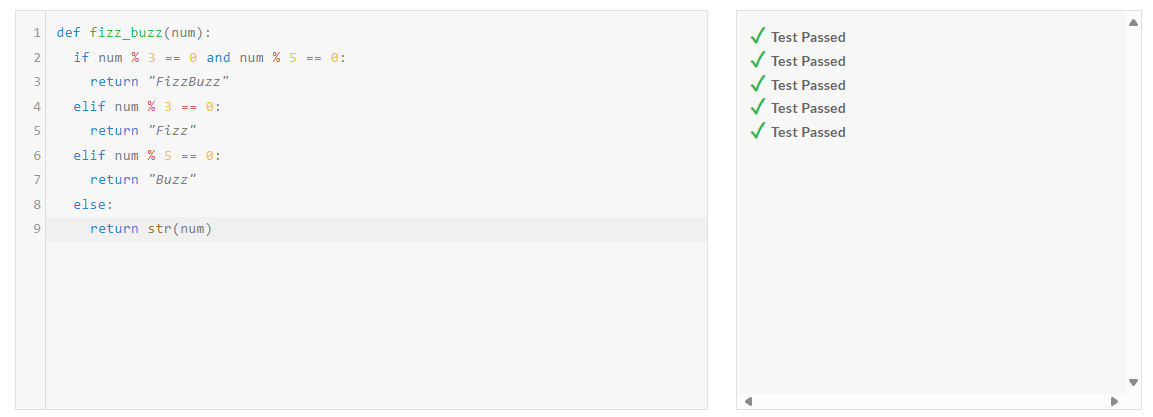 1 def fizz_buzz(num):
2   if num % 3 == 0 and num % 5 == 0:
3     return "FizzBuzz"
4   elif num % 3 == 0:
5     return "Fizz"
6   elif num % 5 == 0:
7     return "Buzz"
8   else:
9     return str(num)
✓ Test Passed
✓ Test Passed
✓ Test Passed
✓ Test Passed
✓ Test Passed